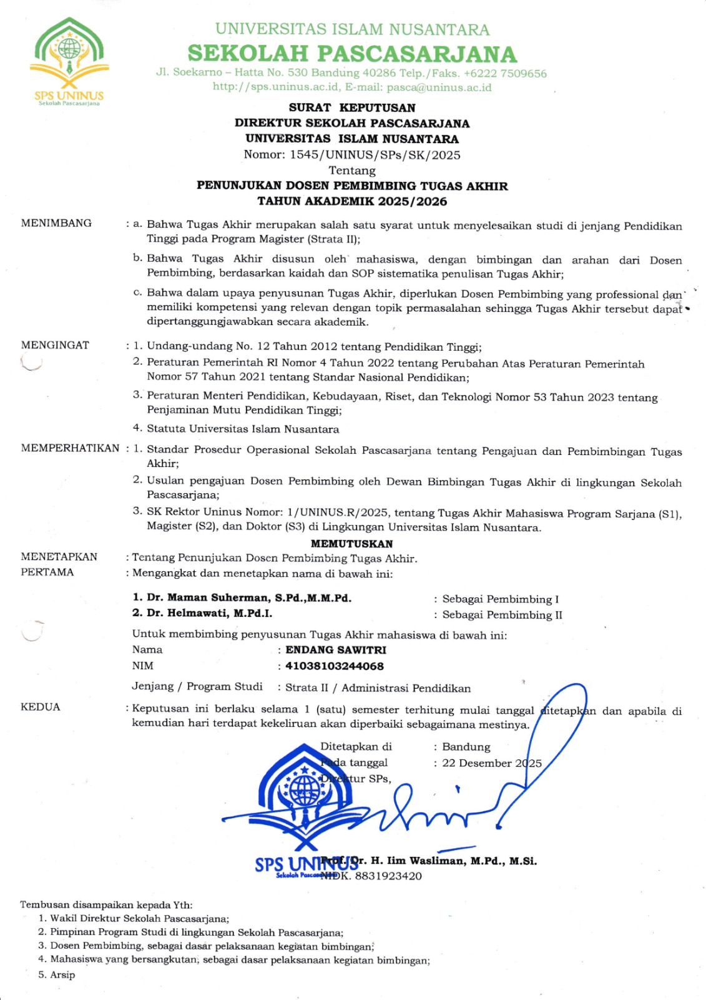 SPS UNINUS
Sekolah Pascasarjana
UNIVERSITAS ISLAM NUSANTARA
SEKOLAH PASCASARJANA
Jl. Soekarno – Hatta No. 530 Bandung 40286 Telp./Faks. +6222 7509656
http://sps.uninus.ac.id, E-mail: pasca@uninus.ac.id
SURAT KEPUTUSAN
DIREKTUR SEKOLAH PASCASARJANA
UNIVERSITAS ISLAM NUSANTARA
Nomor: 1545/UNINUS/SPs/SK/2025
Tentang
PENUNJUKAN DOSEN PEMBIMBING TUGAS AKHIR
TAHUN AKADEMIK 2025/2026
MENIMBANG : a. Bahwa Tugas Akhir merupakan salah satu syarat untuk menyelesaikan studi di jenjang Pendidikan
Tinggi pada Program Magister (Strata II);
b. Bahwa Tugas Akhir disusun oleh mahasiswa, dengan bimbingan dan arahan dari Dosen
Pembimbing, berdasarkan kaidah dan SOP sistematika penulisan Tugas Akhir;
c. Bahwa dalam upaya penyusunan Tugas Akhir, diperlukan Dosen Pembimbing yang professional dan
memiliki kompetensi yang relevan dengan topik permasalahan sehingga Tugas Akhir tersebut dapat
dipertanggungjawabkan secara akademik.
MENGINGAT : 1. Undang-undang No. 12 Tahun 2012 tentang Pendidikan Tinggi;
2. Peraturan Pemerintah RI Nomor 4 Tahun 2022 tentang Perubahan Atas Peraturan Pemerintah
Nomor 57 Tahun 2021 tentang Standar Nasional Pendidikan;
3. Peraturan Menteri Pendidikan, Kebudayaan, Riset, dan Teknologi Nomor 53 Tahun 2023 tentang
Penjaminan Mutu Pendidikan Tinggi;
4. Statuta Universitas Islam Nusantara
MEMPERHATIKAN : 1. Standar Prosedur Operasional Sekolah Pascasarjana tentang Pengajuan dan Pembimbingan Tugas
Akhir;
2. Usulan pengajuan Dosen Pembimbing oleh Dewan Bimbingan Tugas Akhir di lingkungan Sekolah
Pascasarjana;
3. SK Rektor Uninus Nomor: 1/UNINUS.R/2025, tentang Tugas Akhir Mahasiswa Program Sarjana (S1),
Magister (S2), dan Doktor (S3) di Lingkungan Universitas Islam Nusantara.
MEMUTUSKAN
MENETAPKAN : Tentang Penunjukan Dosen Pembimbing Tugas Akhir.
PERTAMA : Mengangkat dan menetapkan nama di bawah ini:
1. Dr. Maman Suherman, S.Pd.,M.M.Pd. : Sebagai Pembimbing I
2. Dr. Helmawati, M.Pd.I. : Sebagai Pembimbing II
Untuk membimbing penyusunan Tugas Akhir mahasiswa di bawah ini:
Nama : ENDANG SAWITRI
NIM : 41038103244068
Jenjang / Program Studi : Strata II / Administrasi Pendidikan
KEDUA : Keputusan ini berlaku selama 1 (satu) semester terhitung mulai tanggal ditetapkan dan apabila di
kemudian hari terdapat kekeliruan akan diperbaiki sebagaimana mestinya.
Ditetapkan di : Bandung
Pada tanggal : 22 Desember 2025
Direktur SPs,
SPS UNINUS
Sekolah Pascasarjana
Prof. Dr. H. Iim Wasliman, M.Pd., M.Si.
NIDK. 8831923420
Tembusan disampaikan kepada Yth:
1. Wakil Direktur Sekolah Pascasarjana;
2. Pimpinan Program Studi di lingkungan Sekolah Pascasarjana;
3. Dosen Pembimbing, sebagai dasar pelaksanaan kegiatan bimbingan;
4. Mahasiswa yang bersangkutan, sebagai dasar pelaksanaan kegiatan bimbingan;
5. Arsip